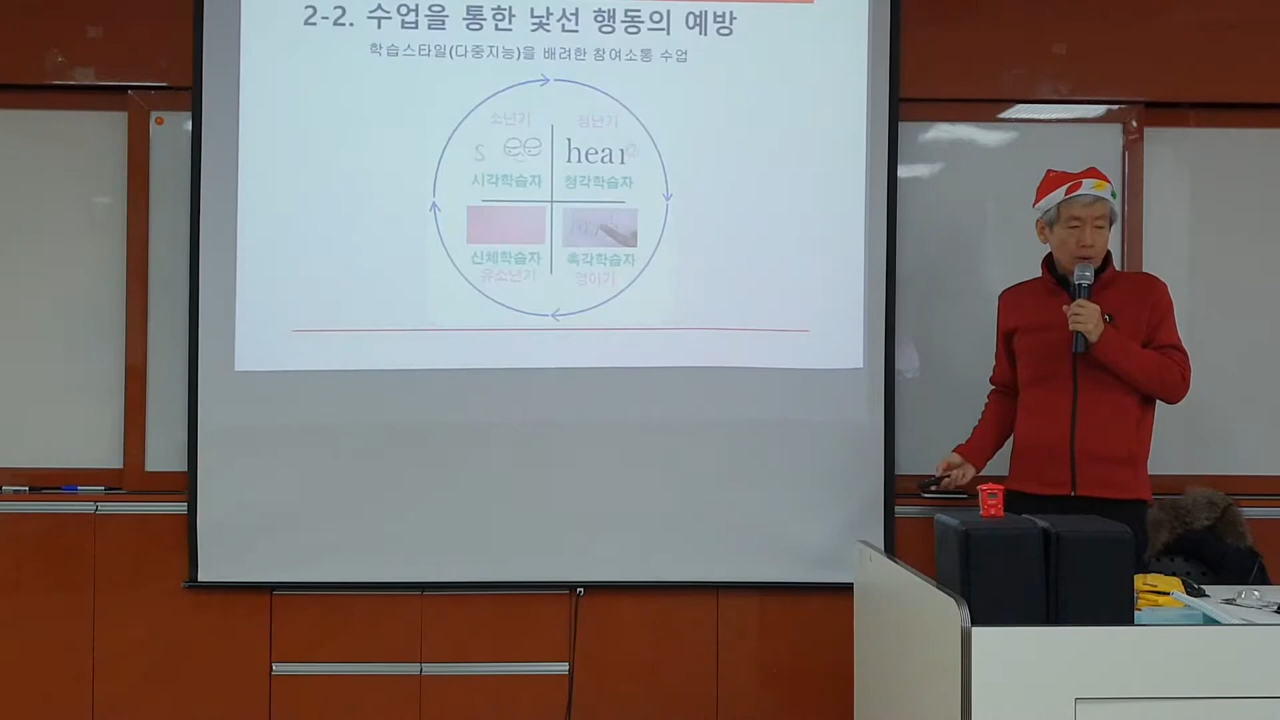 2-2. 수업을 통한 낯선 행동의 예방
학습스타일(다중지능)을 배려한 참여소통 수업
소년기
청년기
see
hear
시각학습자
청각학습자
신체학습자
촉각학습자
유소년기
영아기